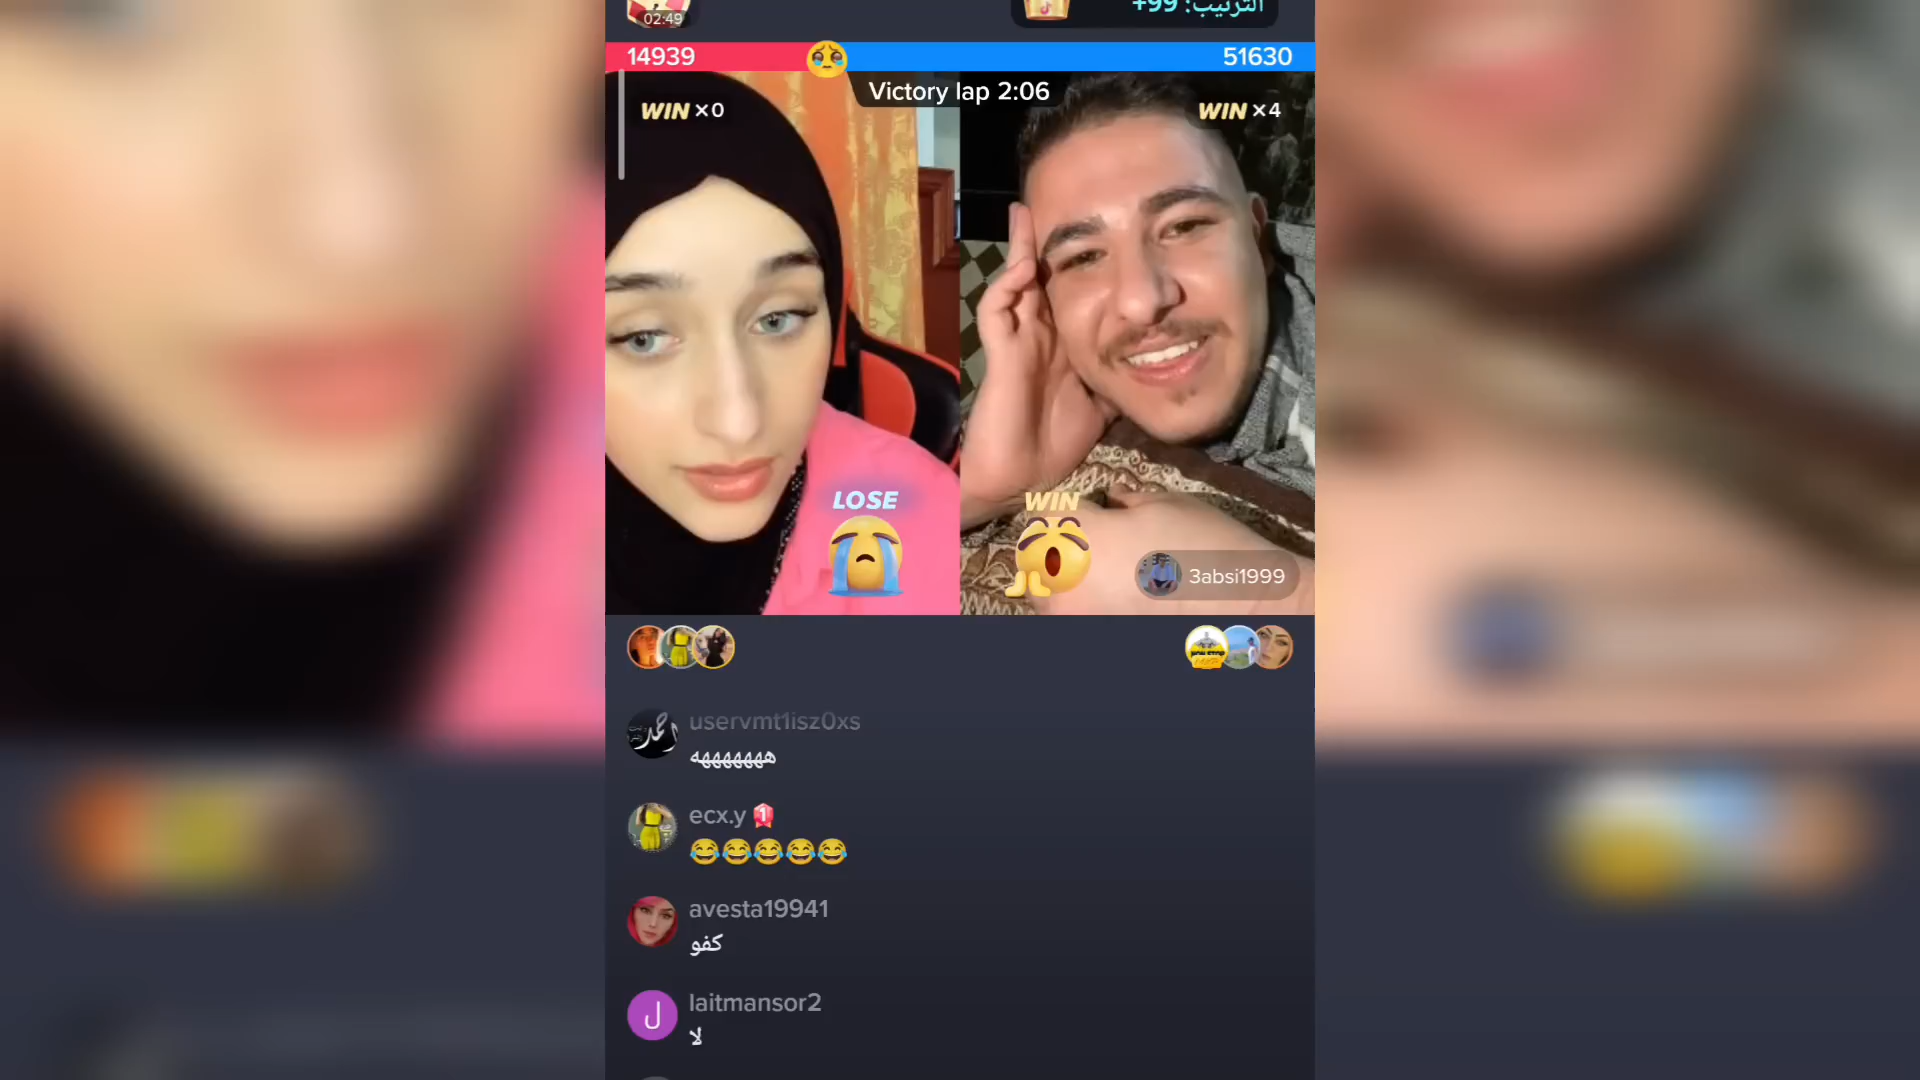 02:49
الترتيب: 99+
14939
51630
Victory lap 2:06
WIN ×0
WIN ×4
LOSE
WIN
3absi1999
uservmt1isz0xs
هههههههه
ecx.y
1
😂😂😂😂😂
avesta19941
كفو
laitmansor2
ل
لا